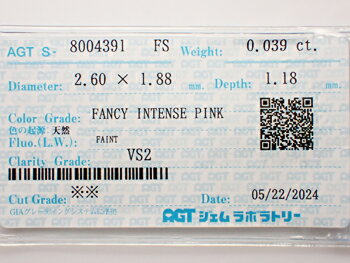 AGT S- 8004391 FS Weight: 0.039 ct.
Diameter: 2.60 × 1.88 mm. Depth: 1.18 mm.
Color Grade: FANCY INTENSE PINK
色の起源 天然
Fluo.(L.W.) FAINT
Clarity Grade: VS2
Cut Grade: ※※ Date: 05/22/2024
AGT ジェムラボラトリー